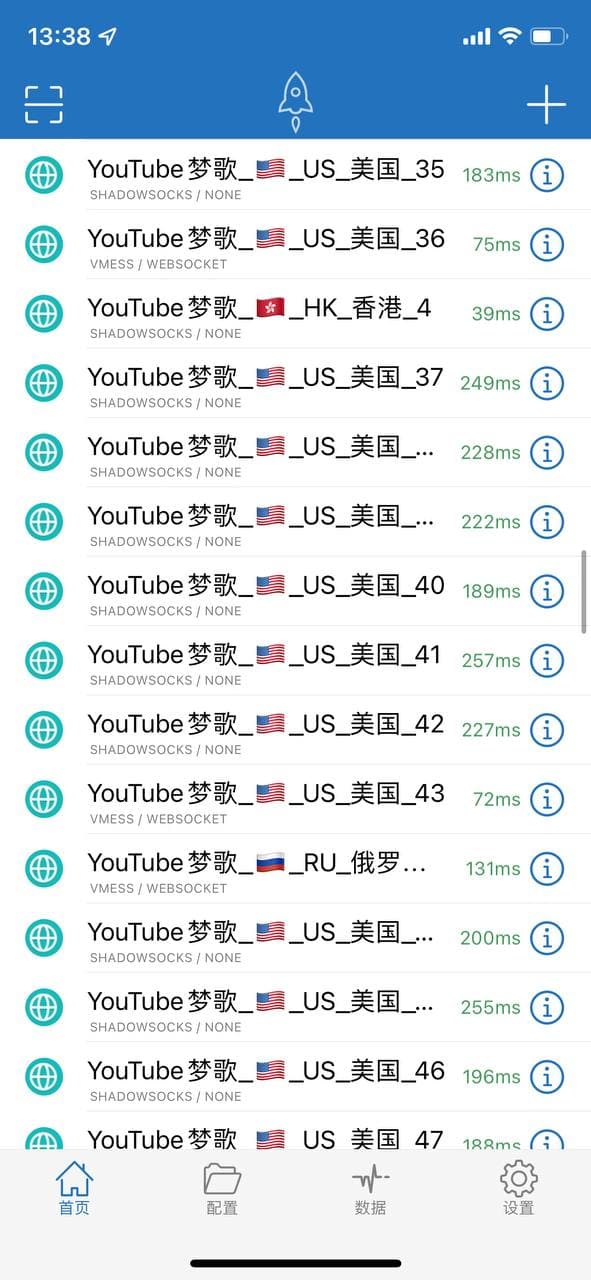 13:38
YouTube梦歌_🇺🇸_US_美国_35
183ms
SHADOWSOCKS / NONE
YouTube梦歌_🇺🇸_US_美国_36
75ms
VMESS / WEBSOCKET
YouTube梦歌_🇭🇰_HK_香港_4
39ms
SHADOWSOCKS / NONE
YouTube梦歌_🇺🇸_US_美国_37
249ms
SHADOWSOCKS / NONE
YouTube梦歌_🇺🇸_US_美国_...
228ms
SHADOWSOCKS / NONE
YouTube梦歌_🇺🇸_US_美国_...
222ms
SHADOWSOCKS / NONE
YouTube梦歌_🇺🇸_US_美国_40
189ms
SHADOWSOCKS / NONE
YouTube梦歌_🇺🇸_US_美国_41
257ms
SHADOWSOCKS / NONE
YouTube梦歌_🇺🇸_US_美国_42
227ms
SHADOWSOCKS / NONE
YouTube梦歌_🇺🇸_US_美国_43
72ms
VMESS / WEBSOCKET
YouTube梦歌_🇷🇺_RU_俄罗...
131ms
VMESS / WEBSOCKET
YouTube梦歌_🇺🇸_US_美国_...
200ms
SHADOWSOCKS / NONE
YouTube梦歌_🇺🇸_US_美国_...
255ms
SHADOWSOCKS / NONE
YouTube梦歌_🇺🇸_US_美国_46
196ms
SHADOWSOCKS / NONE
YouTube梦歌_🇺🇸_US_美国_47
188ms
首页
配置
数据
设置